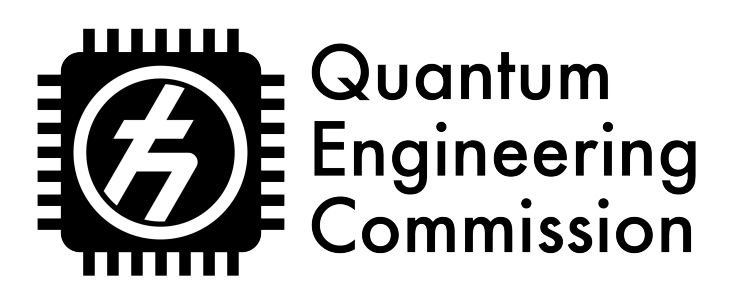 ℏ
Quantum
Engineering
Commission